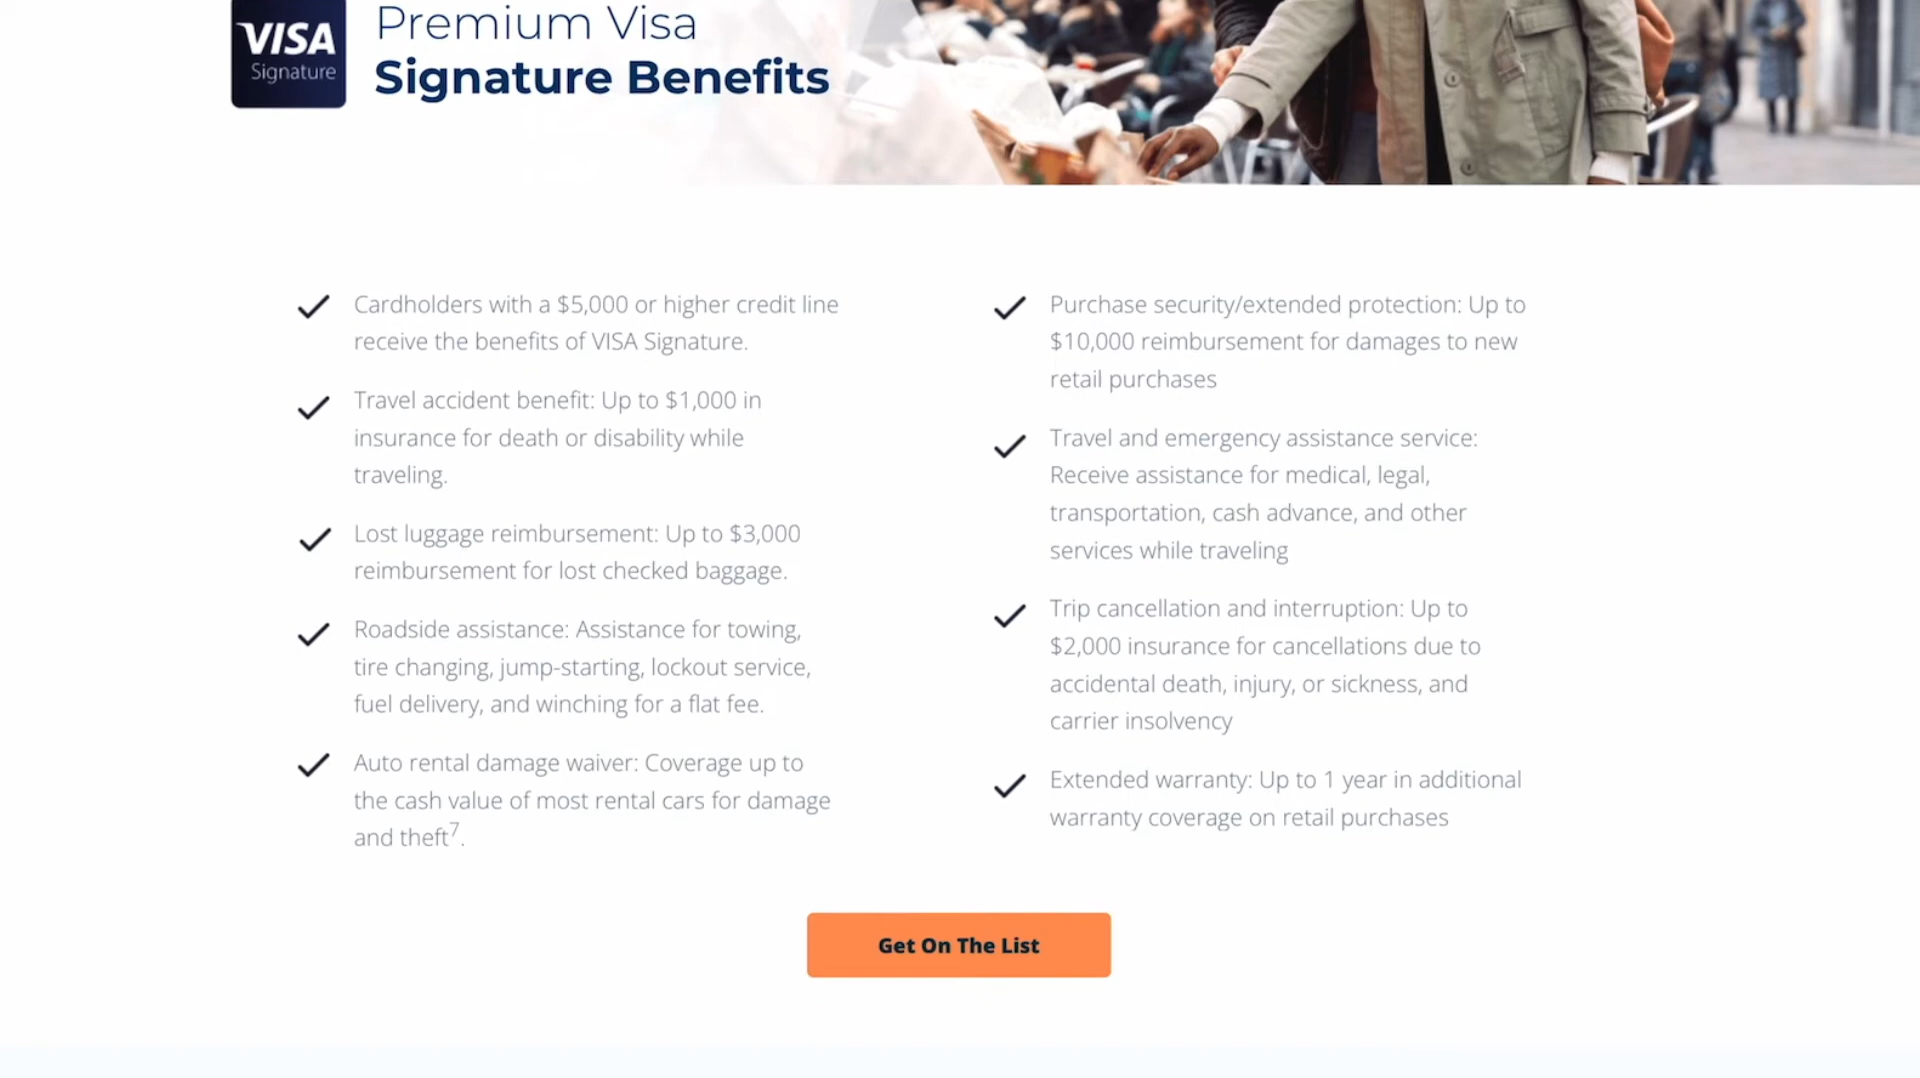 VISA
Signature
Premium Visa
Signature Benefits
Cardholders with a $5,000 or higher credit line
receive the benefits of VISA Signature.
Travel accident benefit: Up to $1,000 in
insurance for death or disability while
traveling.
Lost luggage reimbursement: Up to $3,000
reimbursement for lost checked baggage.
Roadside assistance: Assistance for towing,
tire changing, jump-starting, lockout service,
fuel delivery, and winching for a flat fee.
Auto rental damage waiver: Coverage up to
the cash value of most rental cars for damage
and theft7.
Purchase security/extended protection: Up to
$10,000 reimbursement for damages to new
retail purchases
Travel and emergency assistance service:
Receive assistance for medical, legal,
transportation, cash advance, and other
services while traveling
Trip cancellation and interruption: Up to
$2,000 insurance for cancellations due to
accidental death, injury, or sickness, and
carrier insolvency
Extended warranty: Up to 1 year in additional
warranty coverage on retail purchases
Get On The List